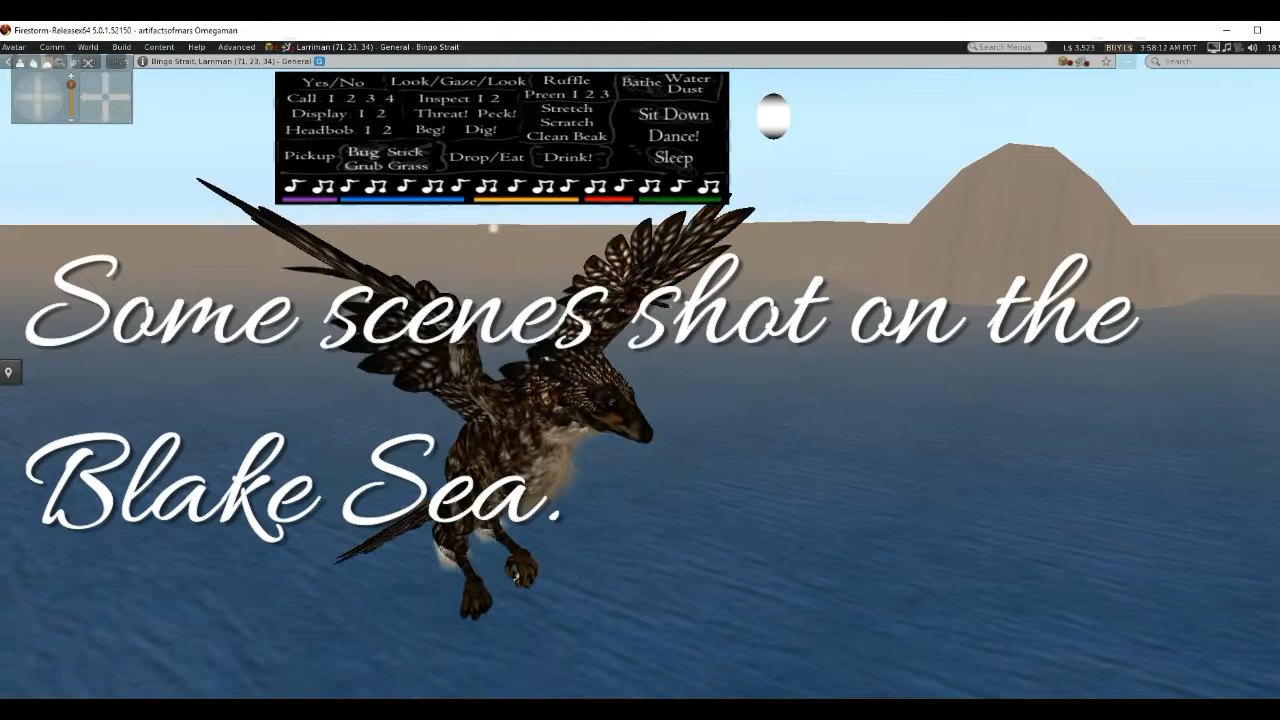 Firestorm-Releasex64 5.0.1.52150 - artifactsofmars Omegaman
Avatar Comm World Build Content Help Advanced Larriman (71, 23, 34) - General - Bingo Strait Search Menus L$ 3,523 BUY L$ 3:58:12 AM PDT
Bingo Strait, Larriman (71, 23, 34) - General G Search
Yes/No Look/Gaze/Look Ruffle Bathe Water
Dust
Call 1 2 3 4 Inspect 1 2 Preen 1 2 3
Display 1 2 Threat! Peck! Stretch Sit Down
Headbob 1 2 Beg! Dig! Scratch Dance!
Clean Beak
Pickup Bug Stick Drop/Eat Drink! Sleep
Grub Grass
Some scenes shot on the
Blake Sea.